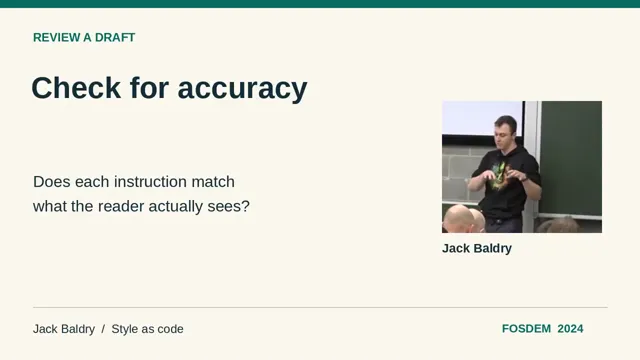 REVIEW A DRAFT
Check for accuracy
Does each instruction match
what the reader actually sees?
Jack Baldry
Jack Baldry / Style as code
FOSDEM 2024